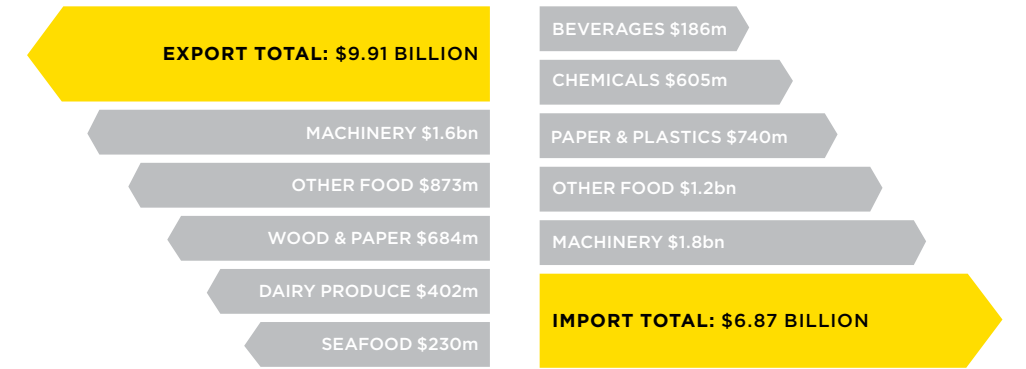 EXPORT TOTAL: $9.91 BILLION
MACHINERY $1.6bn
OTHER FOOD $873m
WOOD & PAPER $684m
DAIRY PRODUCE $402m
SEAFOOD $230m
BEVERAGES $186m
CHEMICALS $605m
PAPER & PLASTICS $740m
OTHER FOOD $1.2bn
MACHINERY $1.8bn
IMPORT TOTAL: $6.87 BILLION